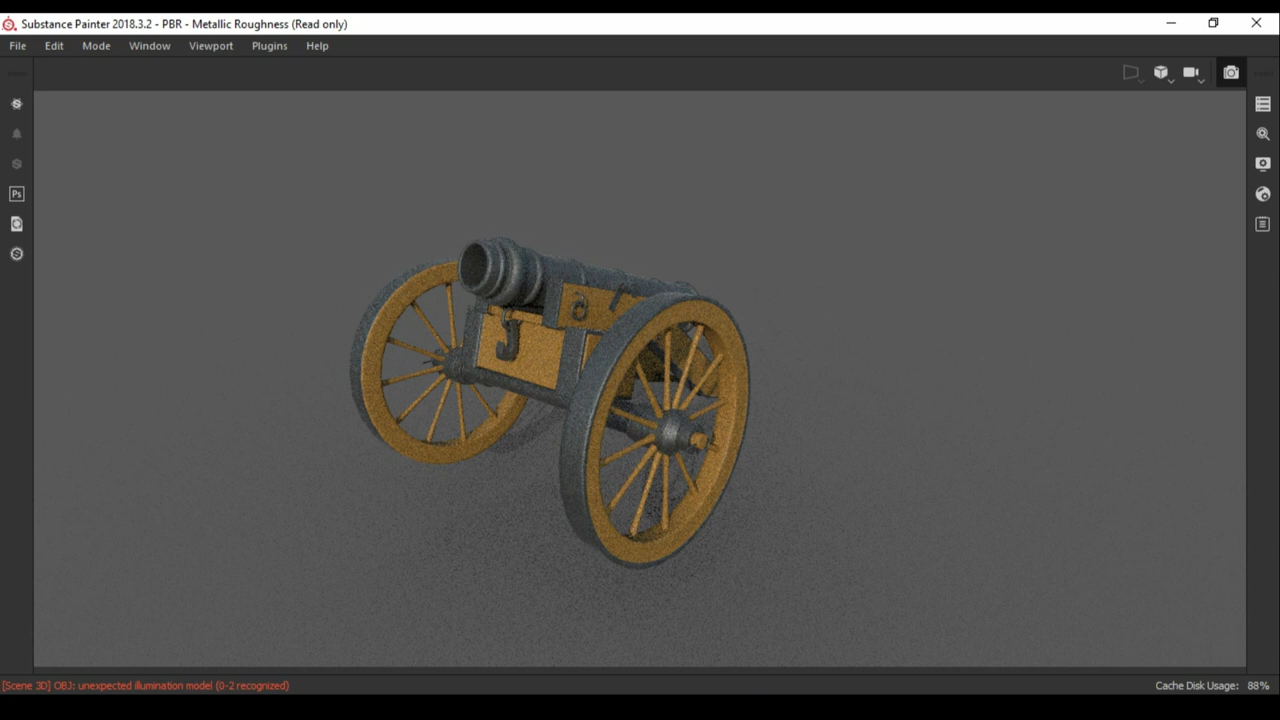 Substance Painter 2018.3.2 - PBR - Metallic Roughness (Read only)
File Edit Mode Window Viewport Plugins Help
Ps
[Scene 3D] OBJ: unexpected illumination model (0-2 recognized)
Cache Disk Usage: 88%